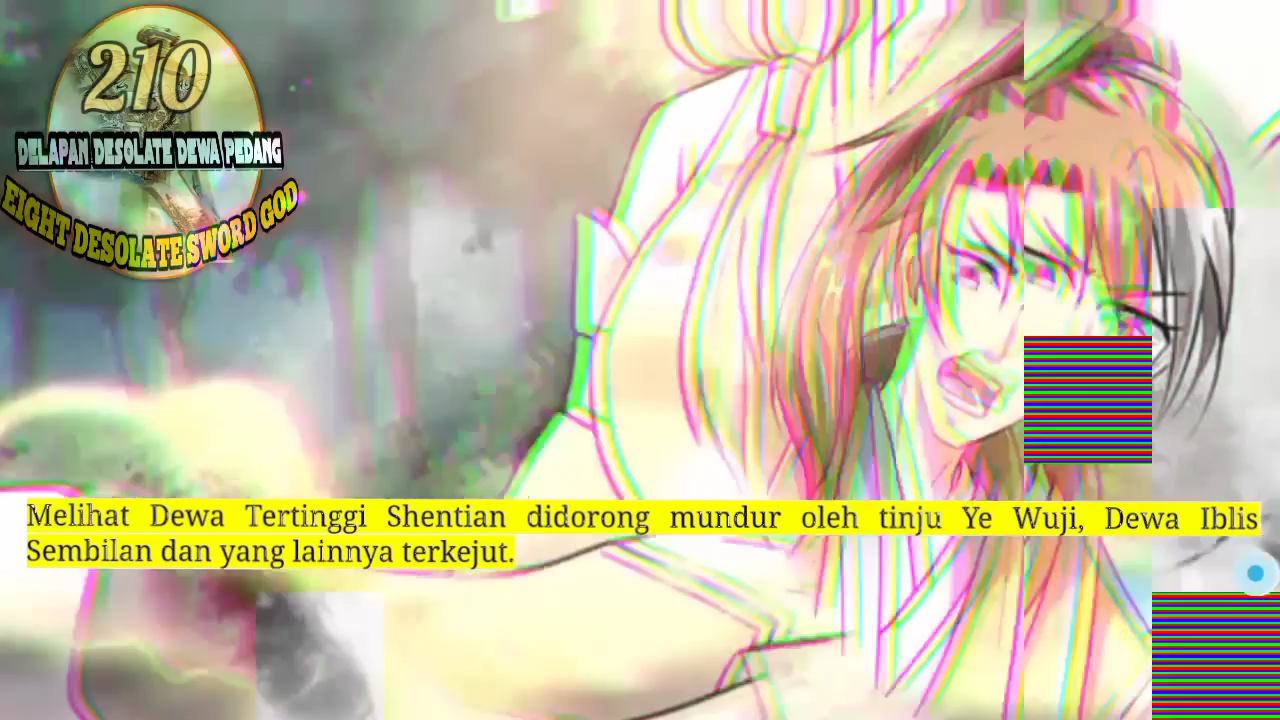 210
DELAPAN DESOLATE DEWA PEDANG
EIGHT DESOLATE SWORD GOD
Melihat Dewa Tertinggi Shentian didorong mundur oleh tinju Ye Wuji, Dewa Iblis
Sembilan dan yang lainnya terkejut.